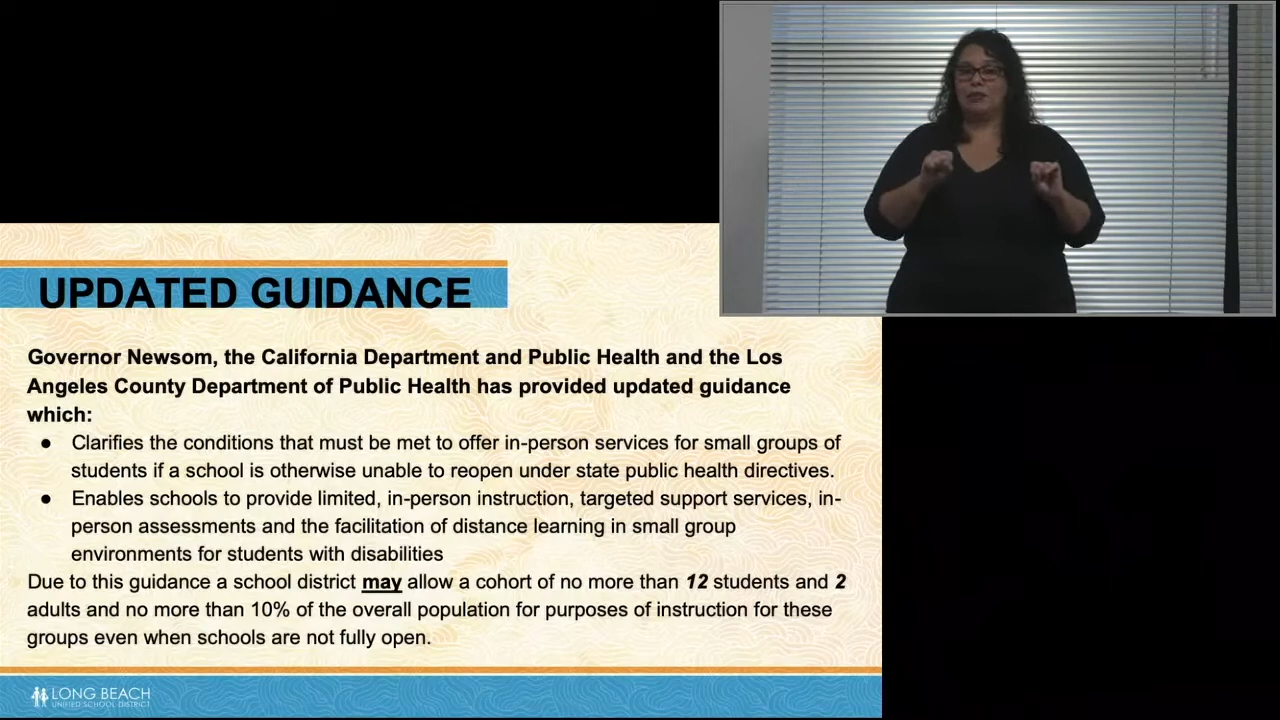 UPDATED GUIDANCE
Governor Newsom, the California Department and Public Health and the Los
Angeles County Department of Public Health has provided updated guidance
which:
● Clarifies the conditions that must be met to offer in-person services for small groups of
students if a school is otherwise unable to reopen under state public health directives.
● Enables schools to provide limited, in-person instruction, targeted support services, in-
person assessments and the facilitation of distance learning in small group
environments for students with disabilities
Due to this guidance a school district may allow a cohort of no more than 12 students and 2
adults and no more than 10% of the overall population for purposes of instruction for these
groups even when schools are not fully open.
LONG BEACH
UNIFIED SCHOOL DISTRICT